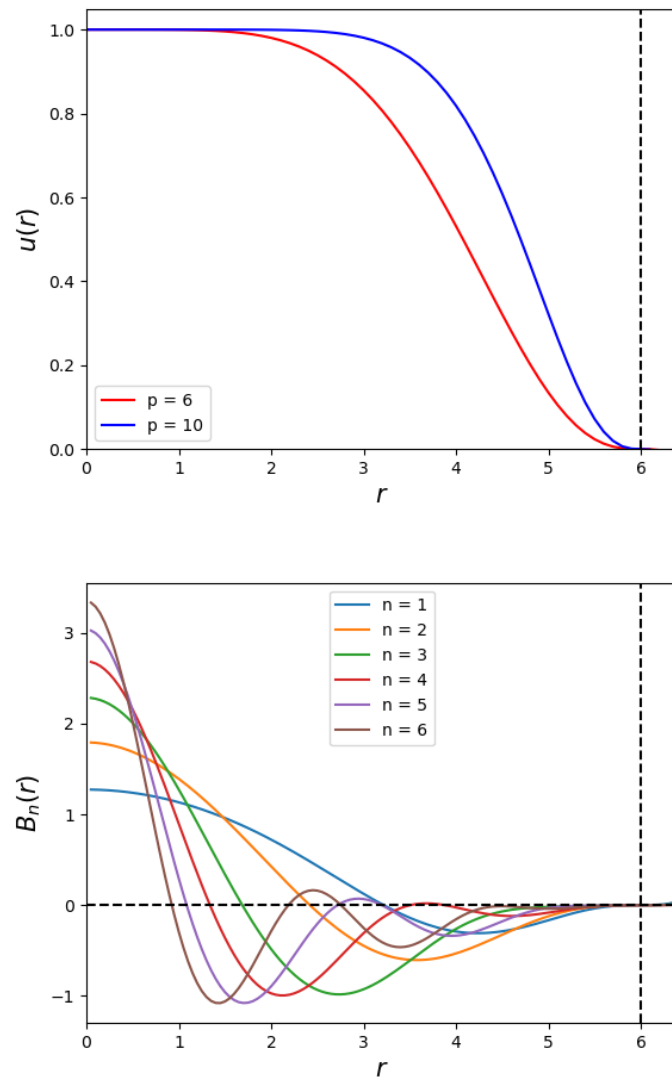 1.0
0.8
0.6
0.4
0.2
0.0
u(r)
p = 6
p = 10
0 1 2 3 4 5 6
r
3
2
1
0
−1
B_n(r)
n = 1
n = 2
n = 3
n = 4
n = 5
n = 6
0 1 2 3 4 5 6
r